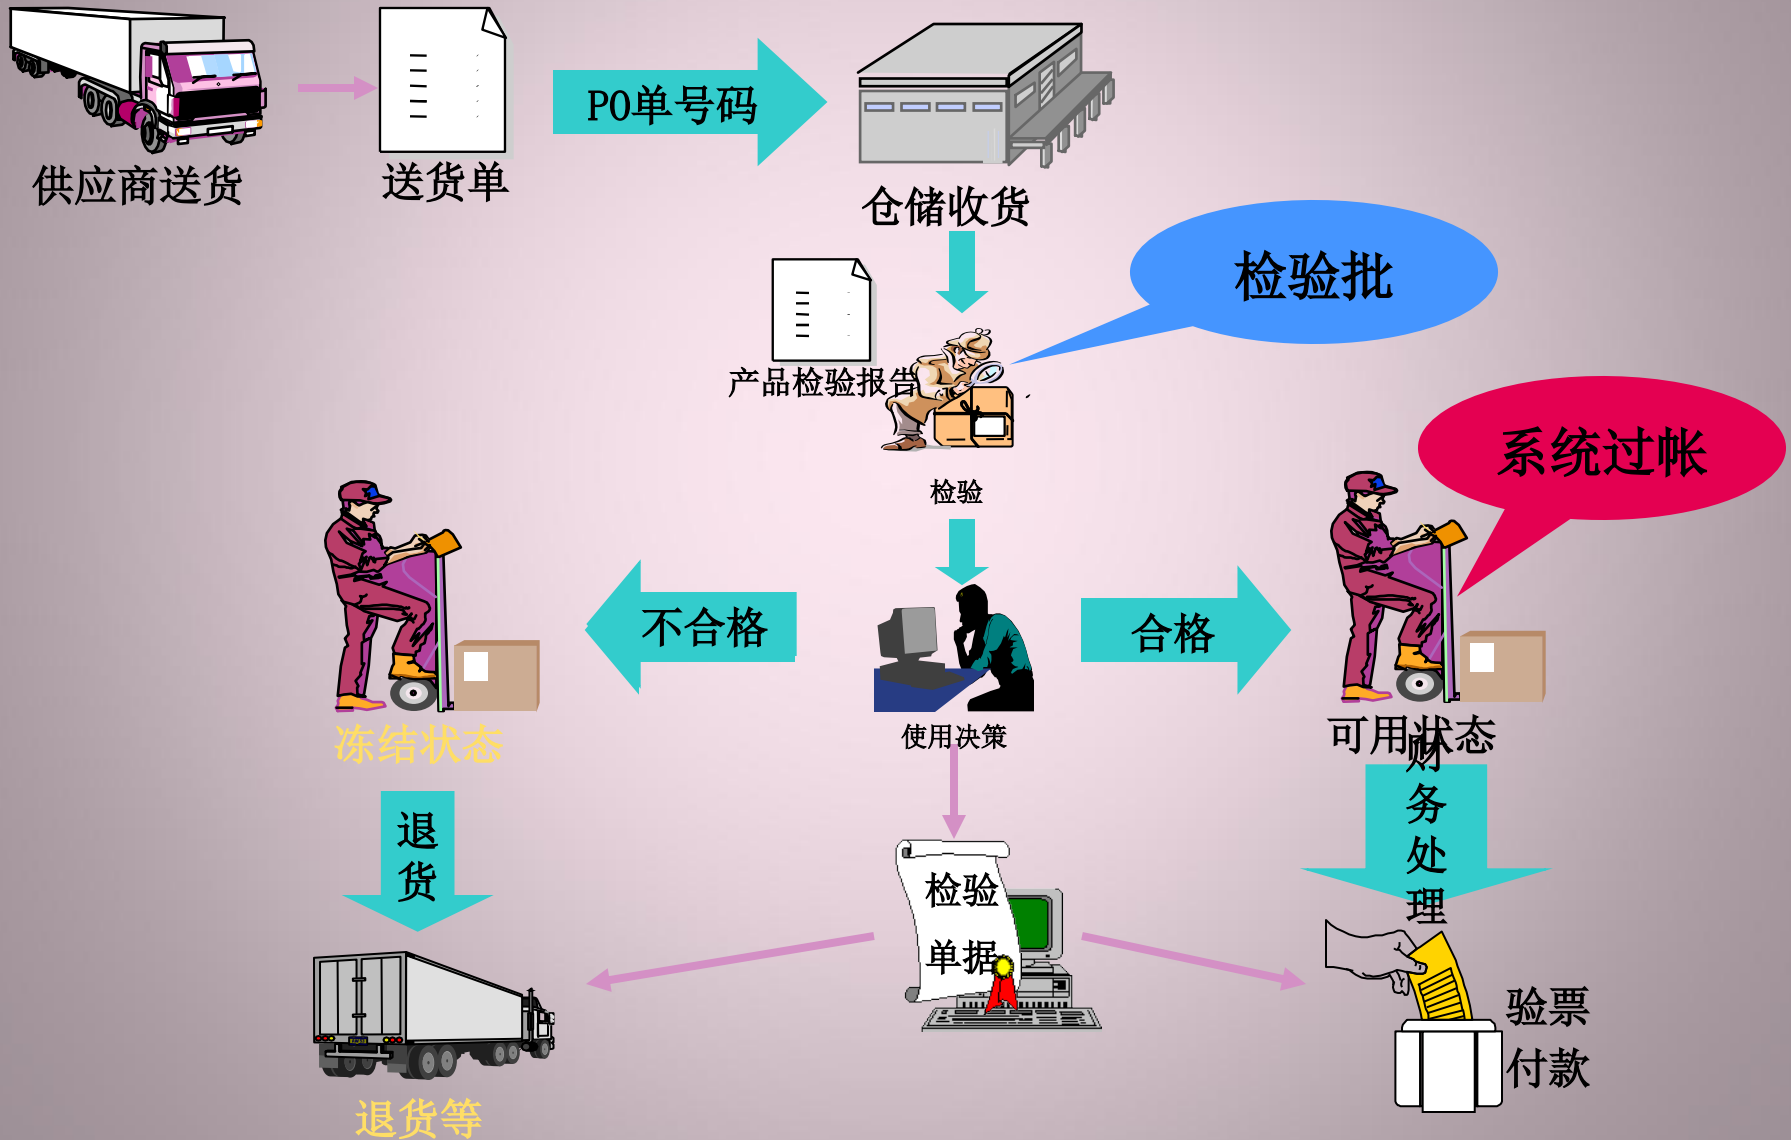 供应商送货
送货单
PO单号码
仓储收货
检验批
产品检验报告
检验
系统过帐
不合格
合格
冻结状态
使用决策
可用状态
退
货
财
务
处
理
检验
单据
验票
付款
退货等